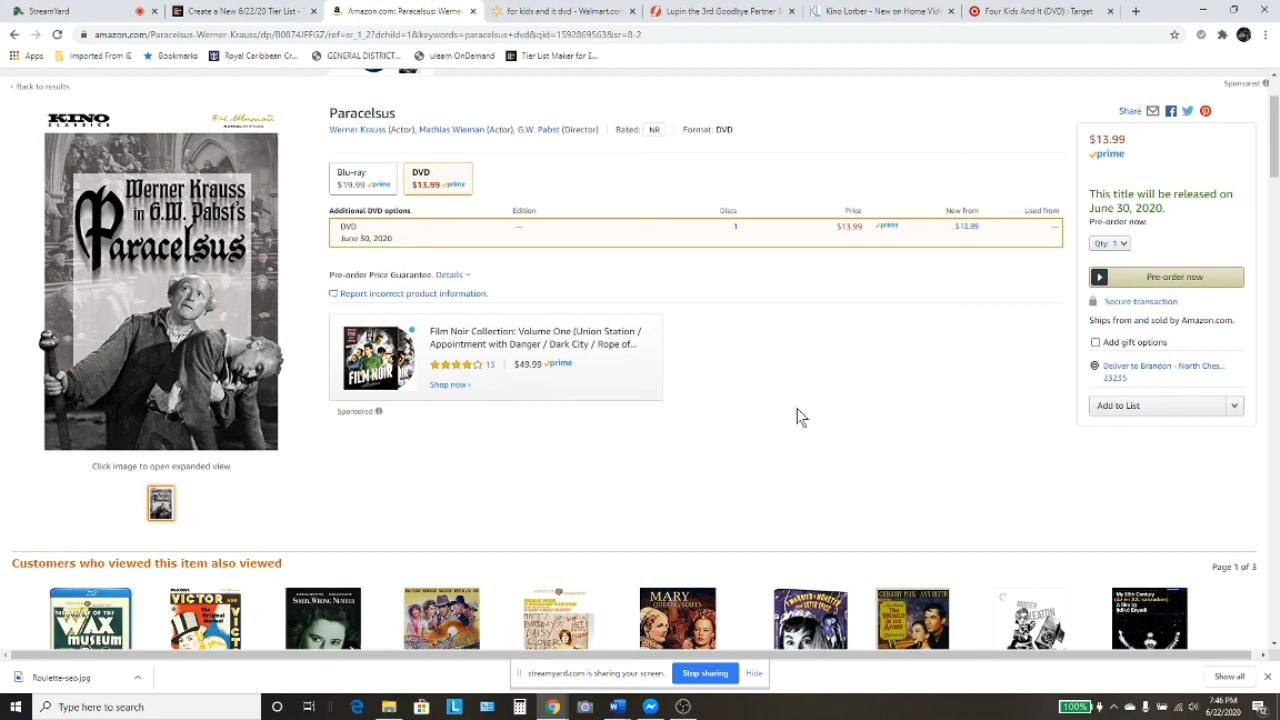 StreamYard
Create a New 6/22/20 Tier List -
Amazon.com: Paracelsus: Werner
for kids and it dvd - Walmart
Lupin the 3rd Goodbye Partner
Kino Lorber - New on Home Vide
Four Kids And It (DVD) : Target
amazon.com/Paracelsus-Werner-Krauss/dp/B0874JFFGZ/ref=sr_1_2?dchild=1&keywords=paracelsus+dvd&qid=1592869563&sr=8-2
Apps
Imported From IE
Bookmarks
Royal Caribbean Cr...
GENERAL DISTRICT...
ulearn OnDemand
Tier List Maker for E...
‹ Back to results
Sponsored
KINO
CLASSICS
Werner Krauss
in G.W. Pabst's
Paracelsus
Click image to open expanded view
Paracelsus
Werner Krauss (Actor), Mathias Wieman (Actor), G.W. Pabst (Director) | Rated: NR | Format: DVD
Blu-ray
$19.99 prime
DVD
$13.99 prime
Additional DVD options Edition Discs Price New from Used from
DVD — 1 $13.99 prime $13.99 —
June 30, 2020
Pre-order Price Guarantee. Details
Report incorrect product information.
FILM NOIR
Film Noir Collection: Volume One (Union Station /
Appointment with Danger / Dark City / Rope of...
13 | $49.99 prime
Shop now ›
Sponsored
Share
$13.99
prime
This title will be released on
June 30, 2020.
Pre-order now.
Qty: 1
Pre-order now
Secure transaction
Ships from and sold by Amazon.com.
Add gift options
Deliver to Brandon - North Ches...
23235
Add to List
Customers who viewed this item also viewed
Page 1 of 3
WAX
MUSEUM
VICTOR AND
SORRY, WRONG NUMBER
MARY
QUEEN OF SCOTS
GREGORY PECK
Roulette-seo.jpg
streamyard.com is sharing your screen.
Stop sharing
Hide
Show all
Type here to search
100%
7:46 PM
6/22/2020